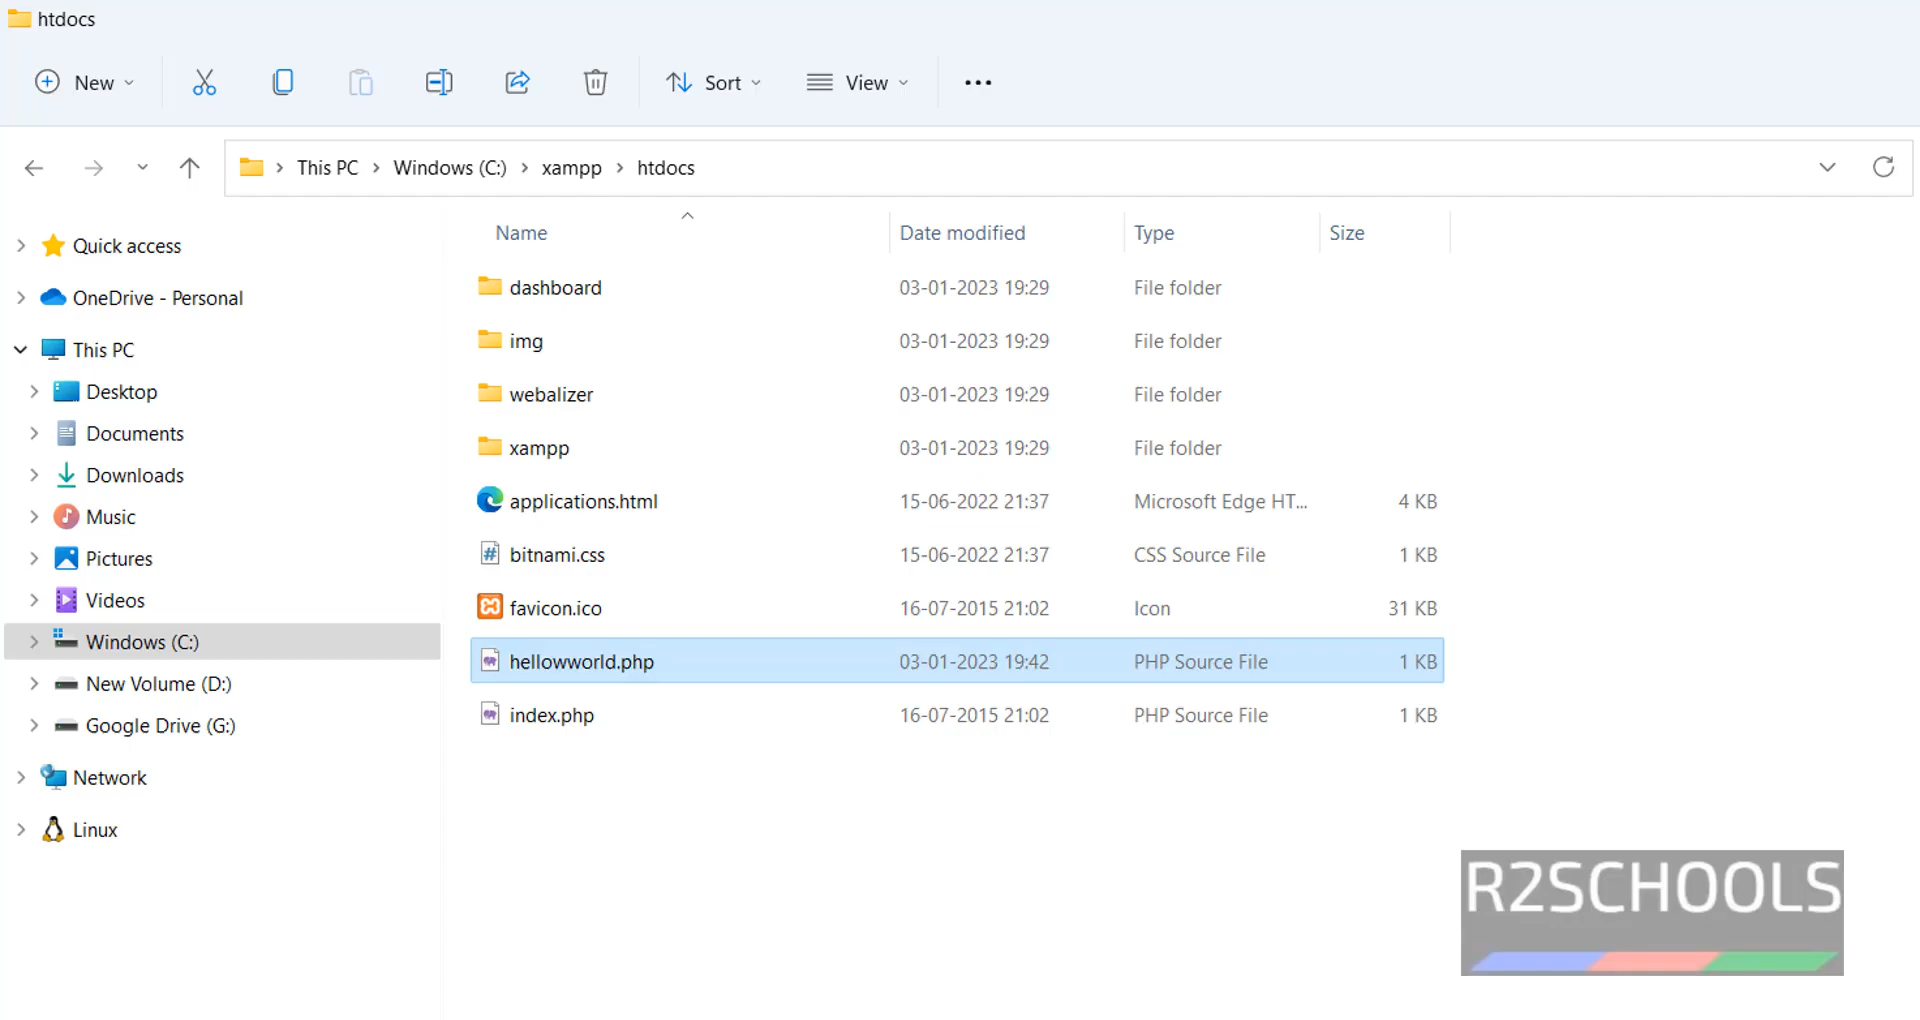 htdocs
New
Sort
View
This PC
Windows (C:)
xampp
htdocs
Name
Date modified
Type
Size
Quick access
OneDrive - Personal
This PC
Desktop
Documents
Downloads
Music
Pictures
Videos
Windows (C:)
New Volume (D:)
Google Drive (G:)
Network
Linux
dashboard 03-01-2023 19:29 File folder
img 03-01-2023 19:29 File folder
webalizer 03-01-2023 19:29 File folder
xampp 03-01-2023 19:29 File folder
applications.html 15-06-2022 21:37 Microsoft Edge HT... 4 KB
bitnami.css 15-06-2022 21:37 CSS Source File 1 KB
favicon.ico 16-07-2015 21:02 Icon 31 KB
hellowworld.php 03-01-2023 19:42 PHP Source File 1 KB
index.php 16-07-2015 21:02 PHP Source File 1 KB
R2SCHOOLS